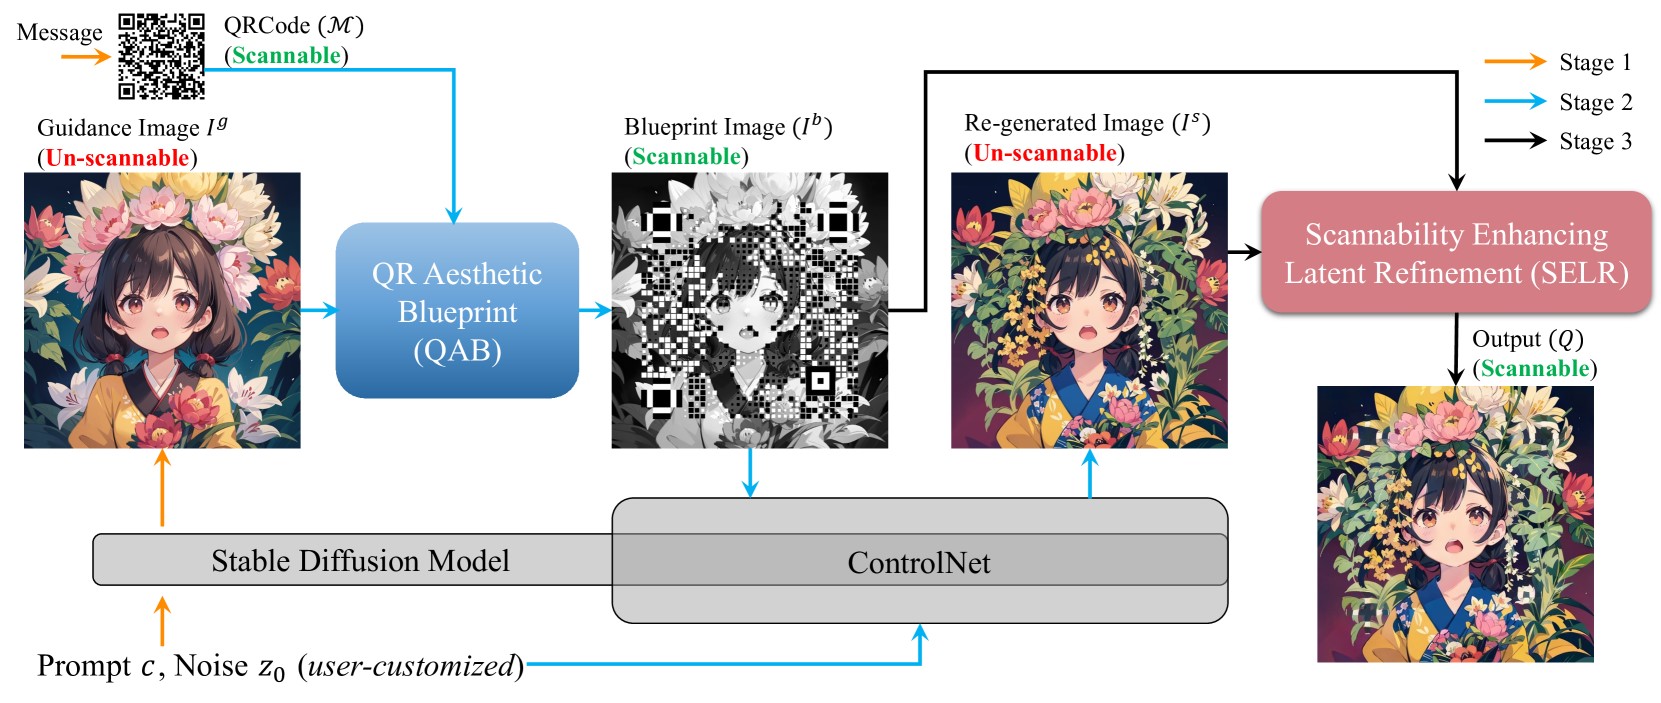 Message
QRCode (ℳ)
(Scannable)
Guidance Image I^g
(Un-scannable)
QR Aesthetic
Blueprint
(QAB)
Blueprint Image (I^b)
(Scannable)
Re-generated Image (I^s)
(Un-scannable)
Stage 1
Stage 2
Stage 3
Scannability Enhancing
Latent Refinement (SELR)
Output (Q)
(Scannable)
Stable Diffusion Model
ControlNet
Prompt c, Noise z₀ (user-customized)